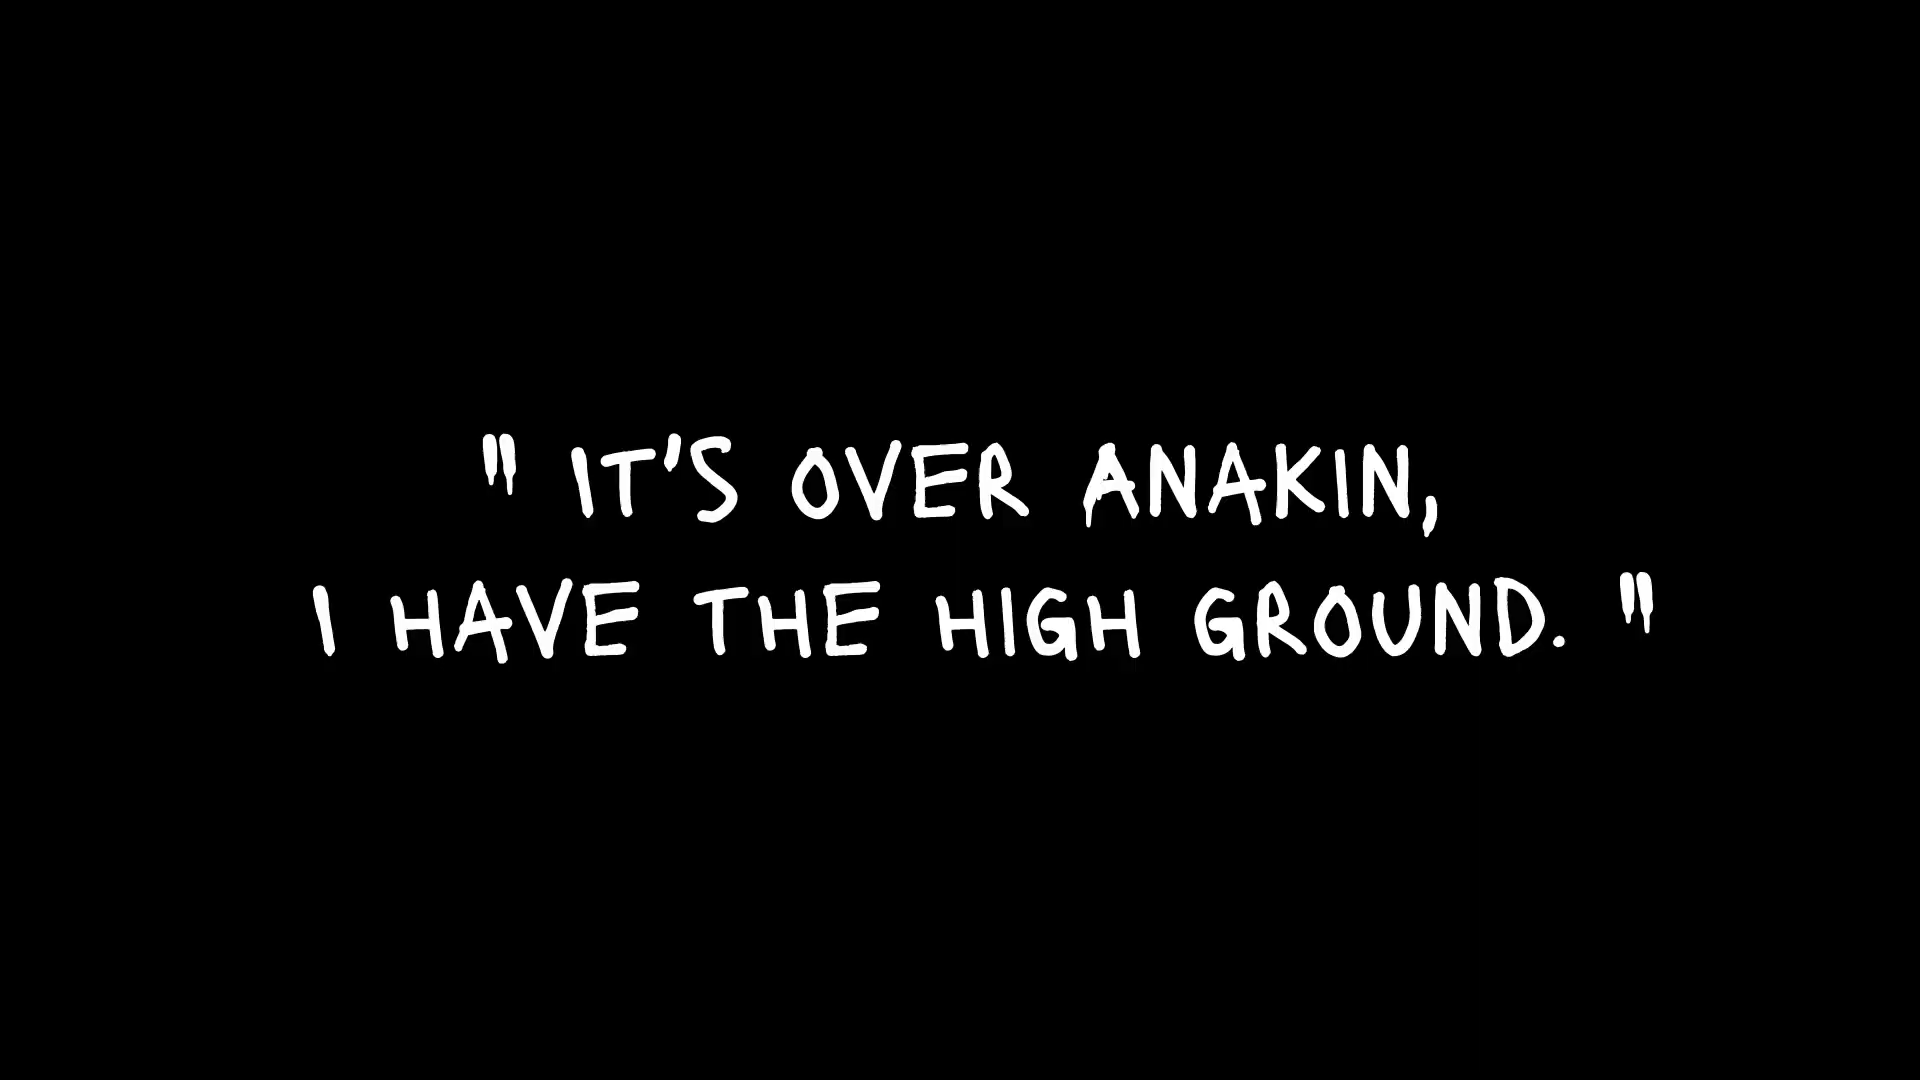 " IT'S OVER ANAKIN,
I HAVE THE HIGH GROUND. "